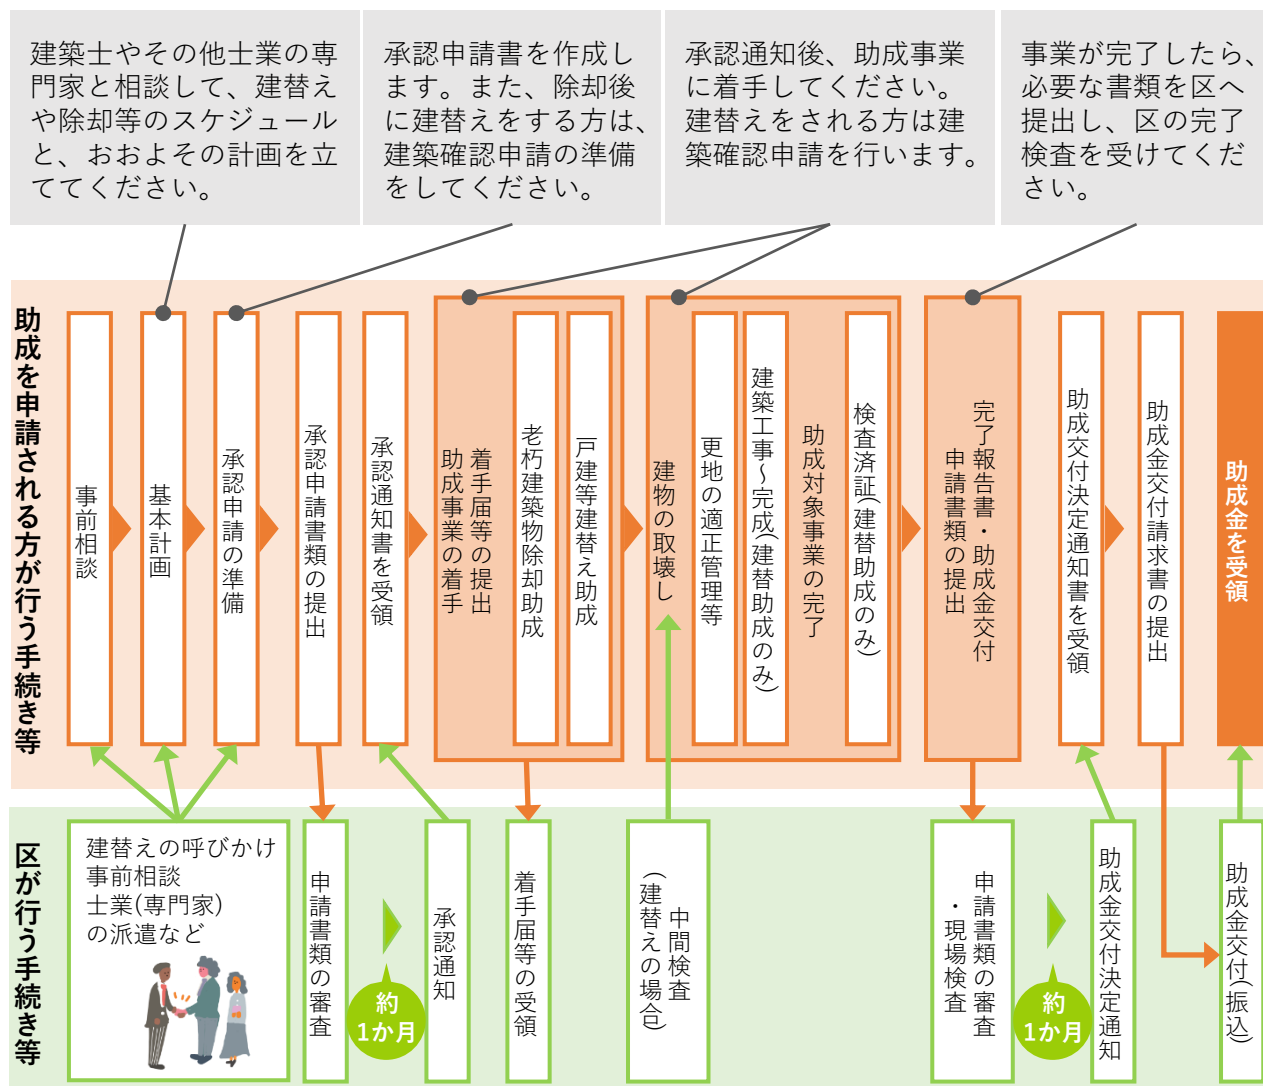 建築士やその他士業の専
門家と相談して、建替え
や除却等のスケジュール
と、おおよその計画を立
ててください。
承認申請書を作成し
ます。また、除却後
に建替えをする方は、
建築確認申請の準備
をしてください。
承認通知後、助成事業
に着手してください。
建替えをされる方は建
築確認申請を行います。
事業が完了したら、
必要な書類を区へ
提出し、区の完了
検査を受けてくだ
さい。
助成を申請される方が行う手続き等
事前相談
基本計画
承認申請の準備
承認申請書類の提出
承認通知書を受領
着手届等の提出
助成事業の着手
老朽建築物除却助成
戸建等建替え助成
建物の取壊し
更地の適正管理等
建築工事～完成(建替助成のみ)
助成対象事業の完了
検査済証(建替助成のみ)
完了報告書・助成金交付
申請書類の提出
助成交付決定通知書を受領
助成金交付請求書の提出
助成金を受領
区が行う手続き等
建替えの呼びかけ
事前相談
士業(専門家)
の派遣など
申請書類の審査
約
1か月
承認通知
着手届等の受領
中間検査
(建替えの場合)
申請書類の審査
・現場検査
約
1か月
助成金交付決定通知
助成金交付(振込)